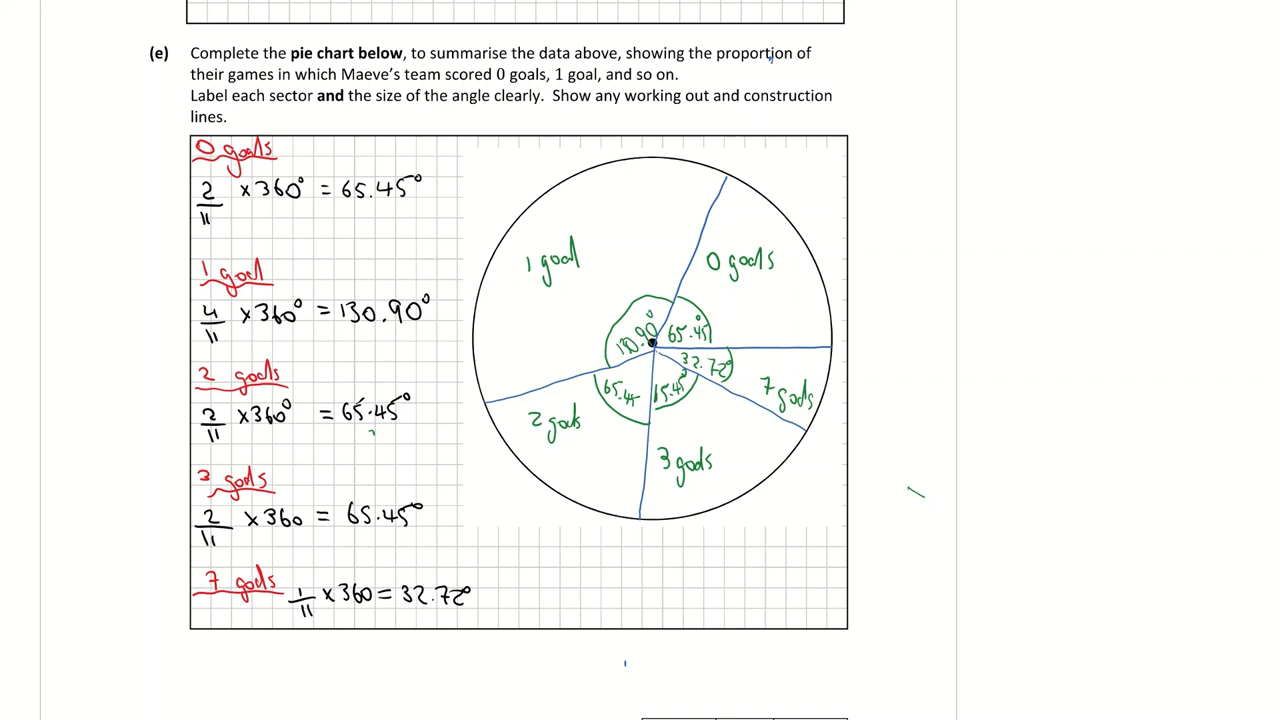 (e) Complete the pie chart below, to summarise the data above, showing the proportion of
their games in which Maeve's team scored 0 goals, 1 goal, and so on.
Label each sector and the size of the angle clearly. Show any working out and construction
lines.
0 goals
2/11 ×360° = 65.45°
1 goal
4/11 ×360° = 130.90°
2 goals
2/11 ×360° = 65.45°
3 goals
2/11 ×360 = 65.45°
7 goals
1/11 ×360 = 32.72°
1 goal
0 goals
130.90°
65.45°
32.72°
65.45
15.45°
7 goals
2 goals
3 goals